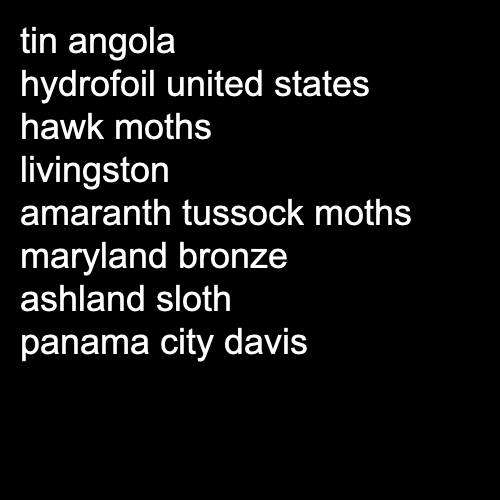 tin angola
hydrofoil united states
hawk moths
livingston
amaranth tussock moths
maryland bronze
ashland sloth
panama city davis